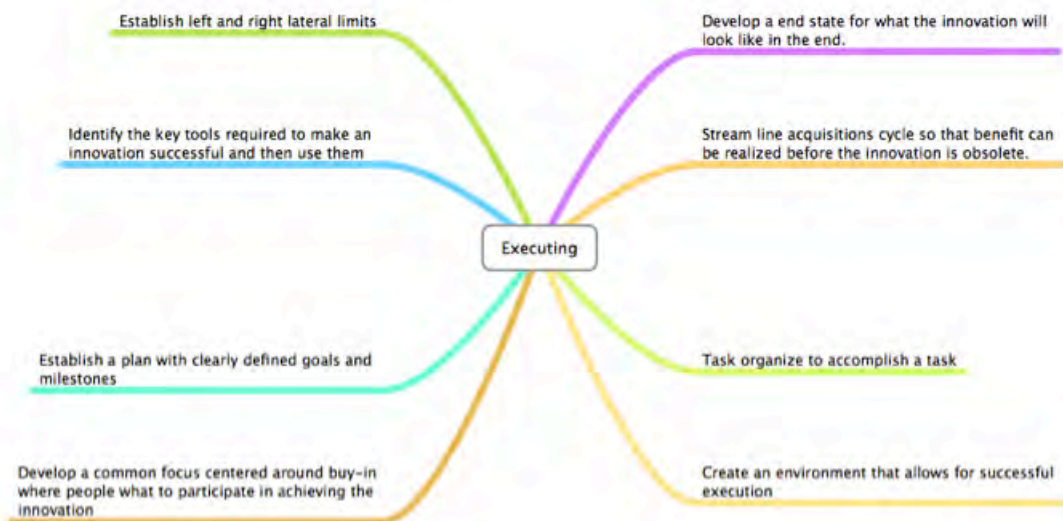 Establish left and right lateral limits
Develop a end state for what the innovation will
look like in the end.
Identify the key tools required to make an
innovation successful and then use them
Stream line acquisitions cycle so that benefit can
be realized before the innovation is obsolete.
Executing
Establish a plan with clearly defined goals and
milestones
Task organize to accomplish a task
Develop a common focus centered around buy-in
where people what to participate in achieving the
innovation
Create an environment that allows for successful
execution